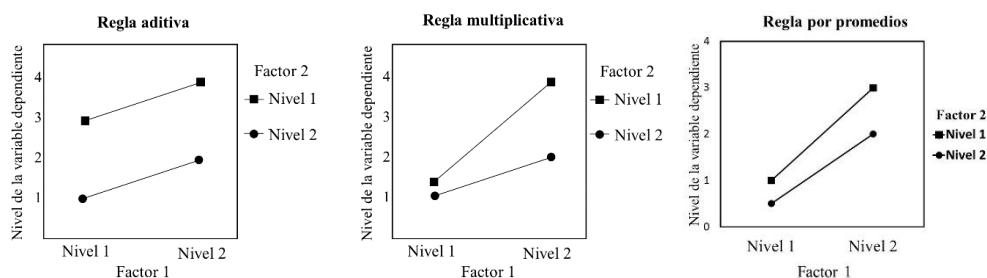 Regla aditiva
Nivel de la variable dependiente
4
3
2
1
Nivel 1
Nivel 2
Factor 1
Factor 2
Nivel 1
Nivel 2
Regla multiplicativa
Nivel de la variable dependiente
4
3
2
1
Nivel 1
Nivel 2
Factor 1
Factor 2
Nivel 1
Nivel 2
Regla por promedios
Nivel de la variable dependiente
4
3
2
1
0
Nivel 1
Nivel 2
Factor 1
Factor 2
Nivel 1
Nivel 2